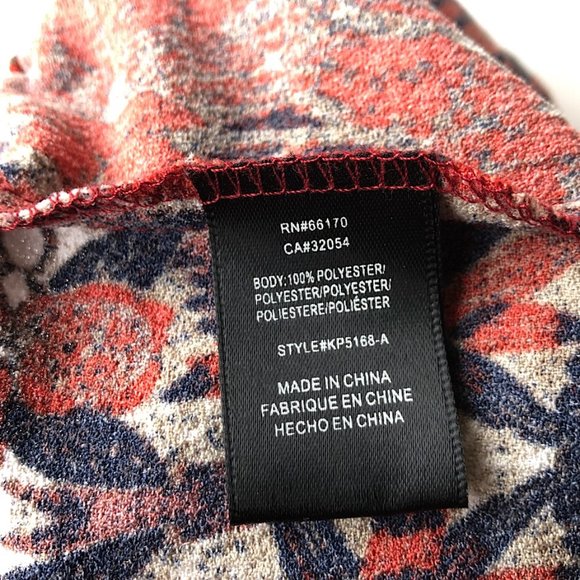 RN#66170
CA#32054
BODY:100% POLYESTER/
POLYESTER/POLYESTER/
POLIESTERE/POLIÉSTER
STYLE#KP5168-A
MADE IN CHINA
FABRIQUE EN CHINE
HECHO EN CHINA